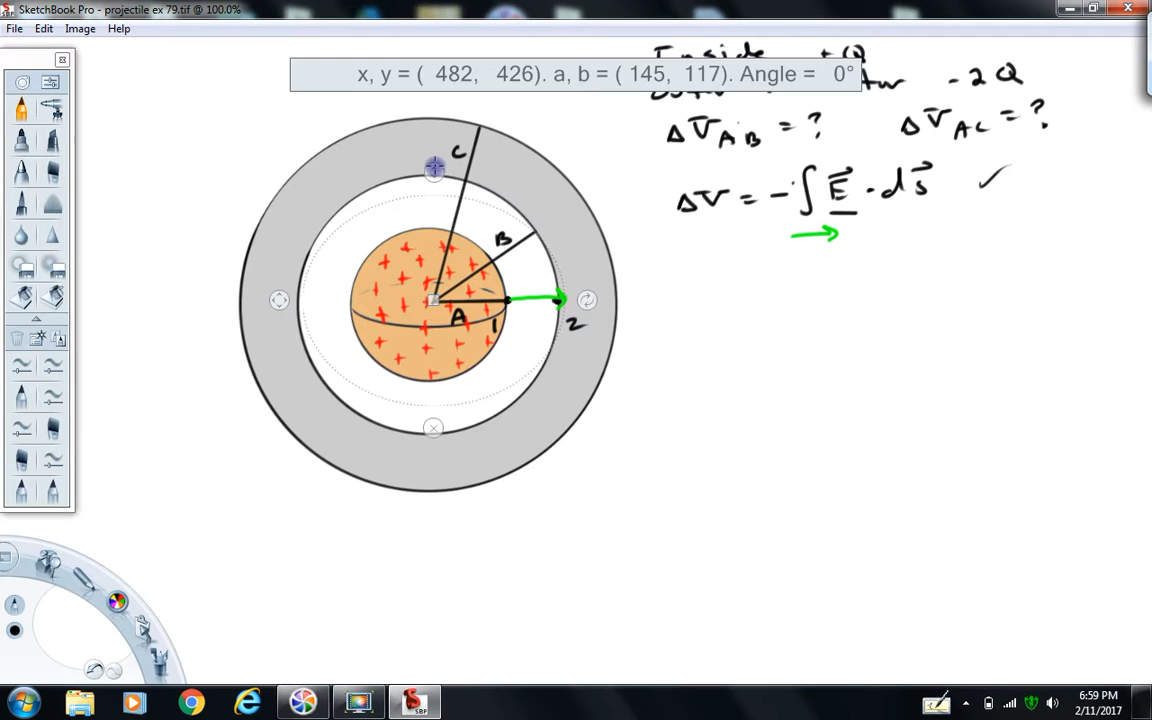 SketchBook Pro - projectile ex 79.tif @ 100.0%
File Edit Image Help
Inside +Q
x, y = ( 482, 426). a, b = ( 145, 117). Angle = 0°
- 2Q
ΔV_AB = ? ΔV_AC = ?
ΔV = - ∫ E⃗ · ds⃗ ✓
C
B
A 1 2
6:59 PM
2/11/2017